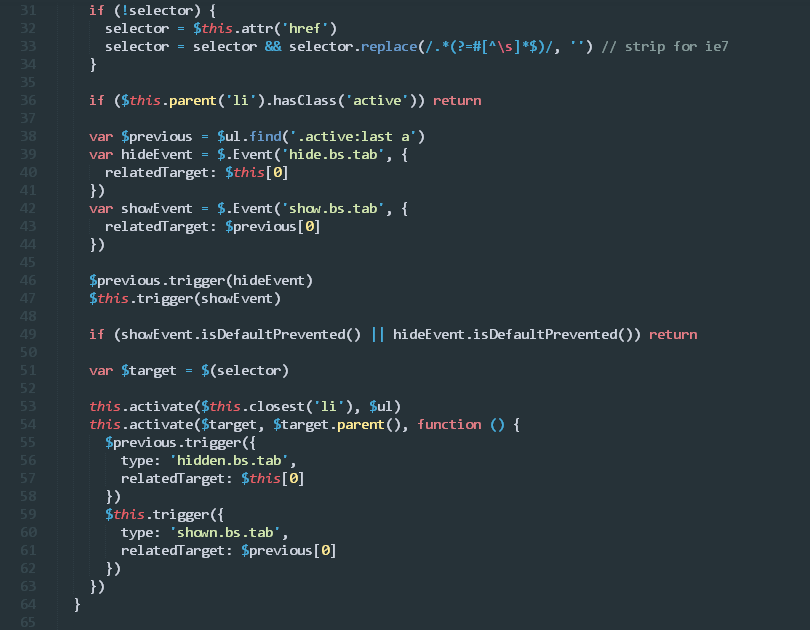 31 if (!selector) {
32 selector = $this.attr('href')
33 selector = selector && selector.replace(/.*(?=#[^\s]*$)/, '') // strip for ie7
34 }
35
36 if ($this.parent('li').hasClass('active')) return
37
38 var $previous = $ul.find('.active:last a')
39 var hideEvent = $.Event('hide.bs.tab', {
40 relatedTarget: $this[0]
41 })
42 var showEvent = $.Event('show.bs.tab', {
43 relatedTarget: $previous[0]
44 })
45
46 $previous.trigger(hideEvent)
47 $this.trigger(showEvent)
48
49 if (showEvent.isDefaultPrevented() || hideEvent.isDefaultPrevented()) return
50
51 var $target = $(selector)
52
53 this.activate($this.closest('li'), $ul)
54 this.activate($target, $target.parent(), function () {
55 $previous.trigger({
56 type: 'hidden.bs.tab',
57 relatedTarget: $this[0]
58 })
59 $this.trigger({
60 type: 'shown.bs.tab',
61 relatedTarget: $previous[0]
62 })
63 })
64 }
65